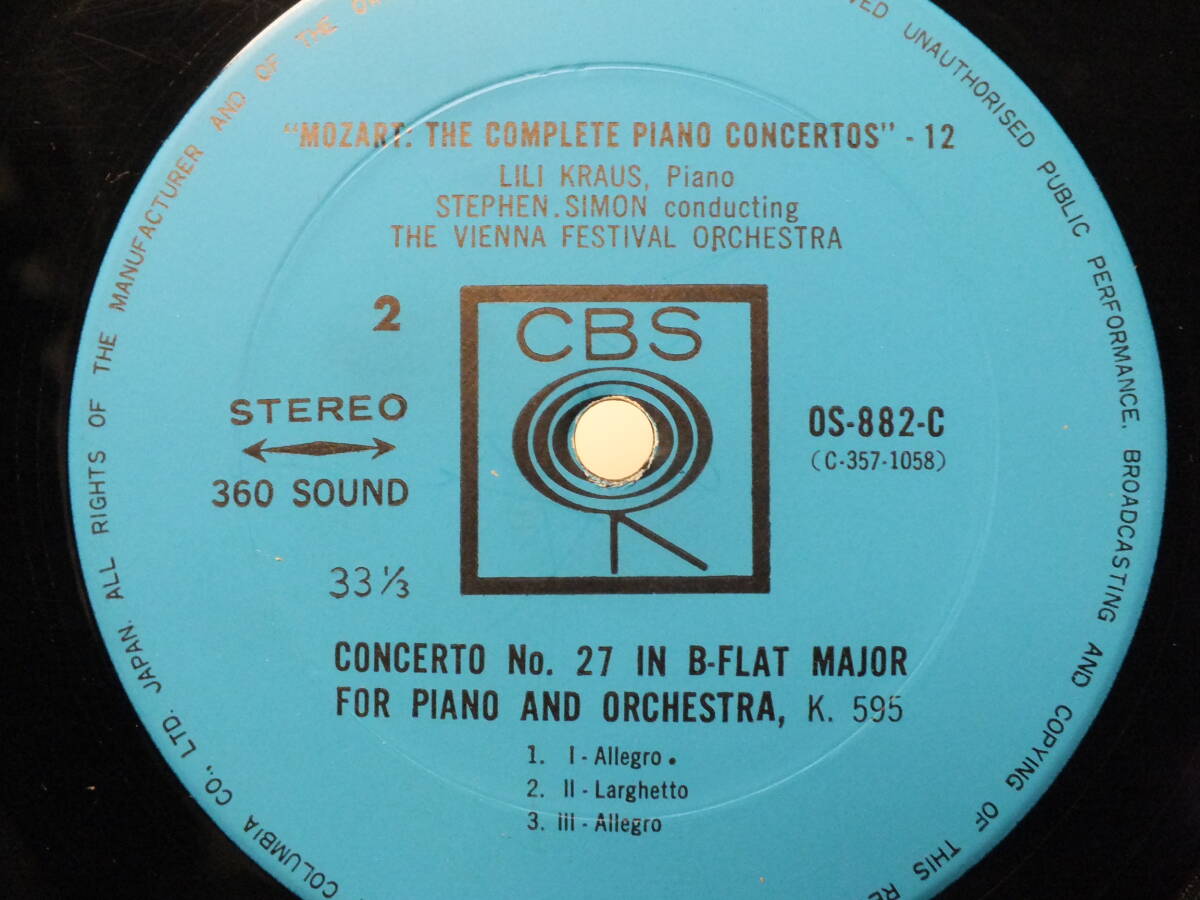 "MOZART: THE COMPLETE PIANO CONCERTOS" - 12
LILI KRAUS, Piano
STEPHEN.SIMON conducting
THE VIENNA FESTIVAL ORCHESTRA
2
CBS
STEREO
360 SOUND
33 1/3
OS-882-C
(C-357-1058)
CONCERTO No. 27 IN B-FLAT MAJOR
FOR PIANO AND ORCHESTRA, K. 595
1. I - Allegro .
2. II - Larghetto
3. III - Allegro
COLUMBIA CO., LTD. JAPAN. ALL RIGHTS OF THE MANUFACTURER AND OF THE
UNAUTHORISED PUBLIC PERFORMANCE, BROADCASTING AND COPYING OF THIS